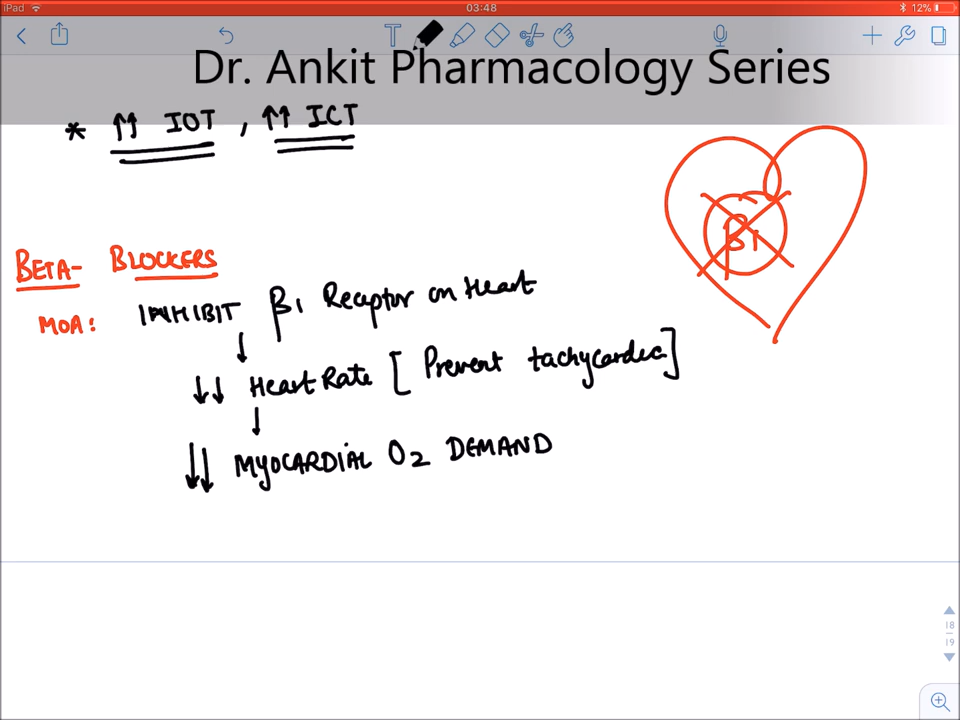 iPad 03:48 12%
Dr. Ankit Pharmacology Series
* ↑↑ IOT, ↑↑ ICT
β1
BETA- BLOCKERS
MOA: INHIBIT β1 Receptor on Heart
↓
↓↓ Heart Rate [Prevent tachycardea]
↓
↓↓ MYOCARDIAL O2 DEMAND
18
19